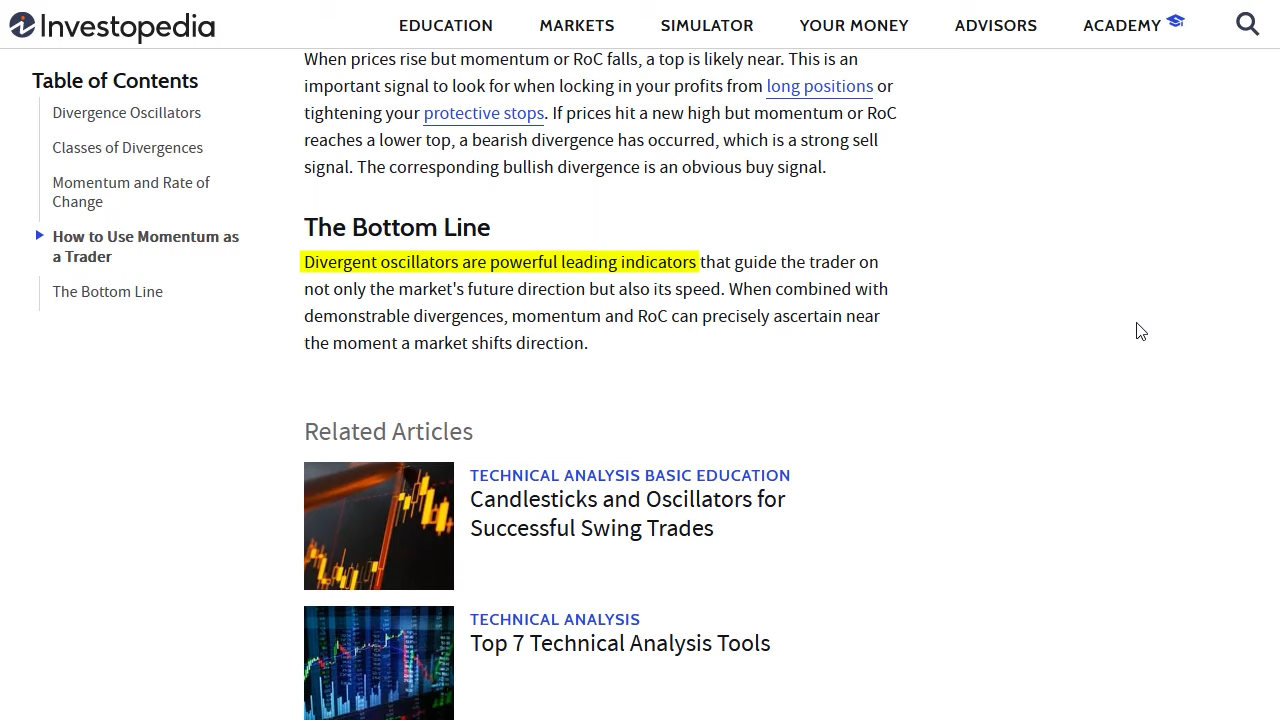 Investopedia
EDUCATION
MARKETS
SIMULATOR
YOUR MONEY
ADVISORS
ACADEMY
Table of Contents
Divergence Oscillators
Classes of Divergences
Momentum and Rate of
Change
How to Use Momentum as
a Trader
The Bottom Line
When prices rise but momentum or RoC falls, a top is likely near. This is an
important signal to look for when locking in your profits from long positions or
tightening your protective stops. If prices hit a new high but momentum or RoC
reaches a lower top, a bearish divergence has occurred, which is a strong sell
signal. The corresponding bullish divergence is an obvious buy signal.
The Bottom Line
Divergent oscillators are powerful leading indicators that guide the trader on
not only the market's future direction but also its speed. When combined with
demonstrable divergences, momentum and RoC can precisely ascertain near
the moment a market shifts direction.
Related Articles
TECHNICAL ANALYSIS BASIC EDUCATION
Candlesticks and Oscillators for
Successful Swing Trades
TECHNICAL ANALYSIS
Top 7 Technical Analysis Tools